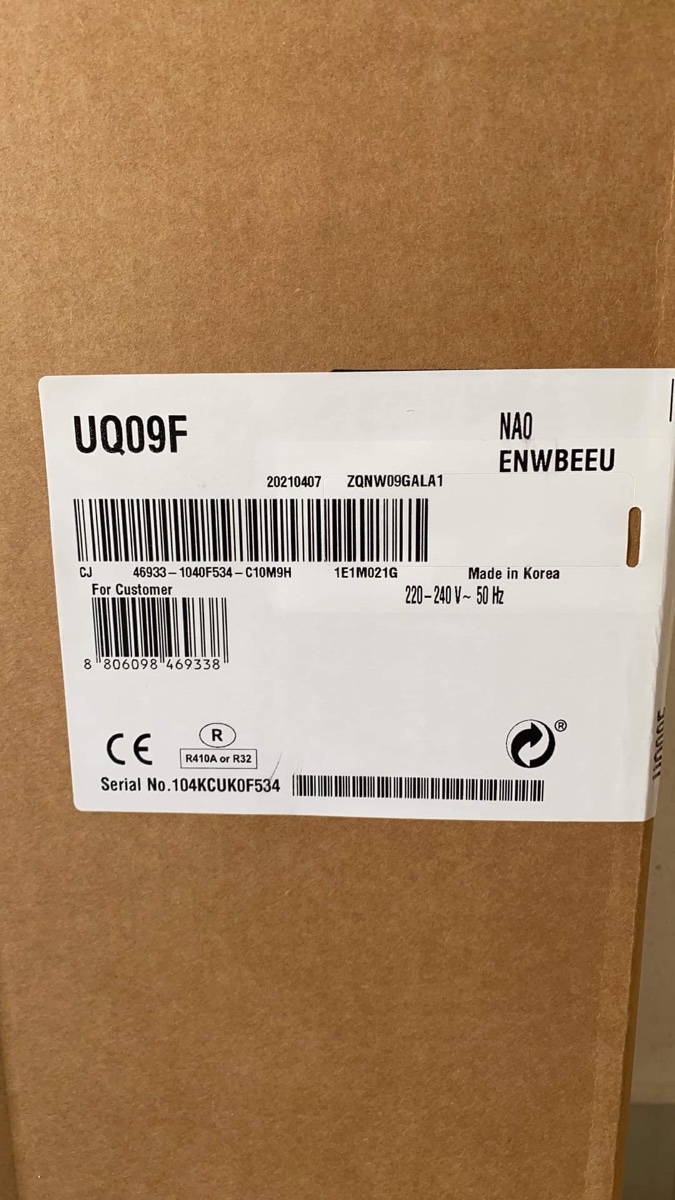 UQ09F
NA0
ENWBEEU
20210407 ZQNW09GALA1
CJ 46933-1040F534-C10M9H 1E1M021G Made in Korea
For Customer 220-240 V~ 50 Hz
8 806098 469338
CE
R
R410A or R32
®
Serial No.104KCUK0F534